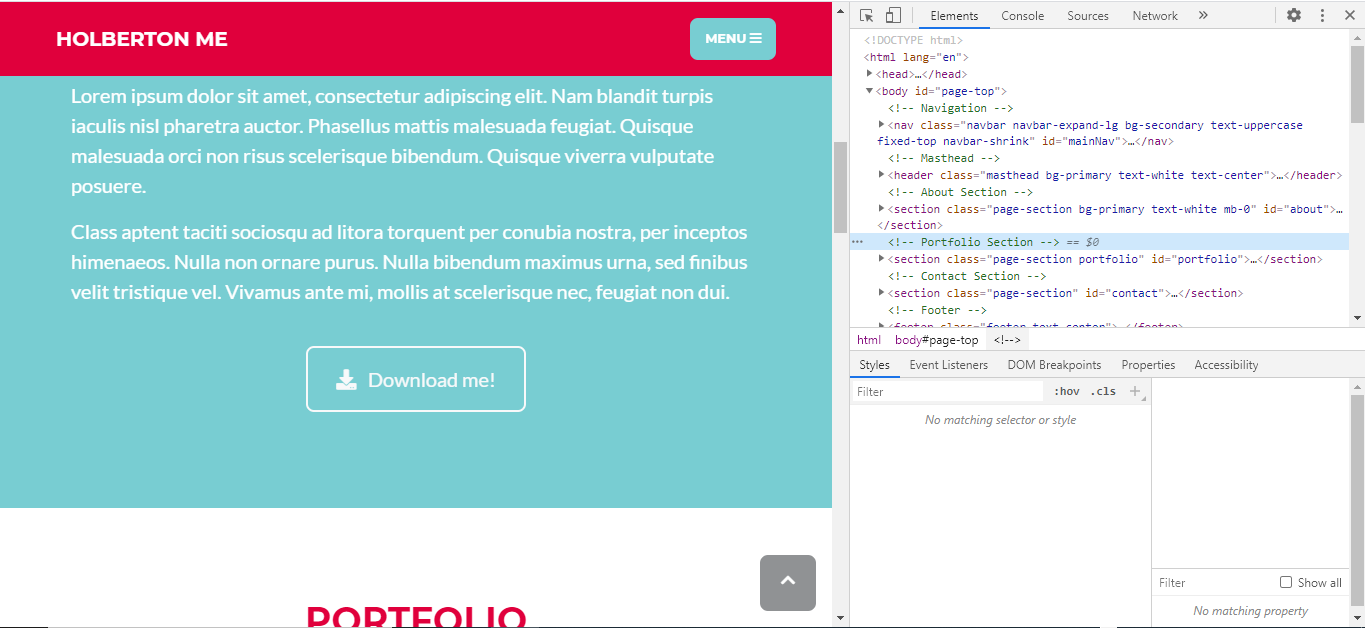 HOLBERTON ME
MENU
Lorem ipsum dolor sit amet, consectetur adipiscing elit. Nam blandit turpis
iaculis nisl pharetra auctor. Phasellus mattis malesuada feugiat. Quisque
malesuada orci non risus scelerisque bibendum. Quisque viverra vulputate
posuere.
Class aptent taciti sociosqu ad litora torquent per conubia nostra, per inceptos
himenaeos. Nulla non ornare purus. Nulla bibendum maximus urna, sed finibus
velit tristique vel. Vivamus ante mi, mollis at scelerisque nec, feugiat non dui.
Download me!
PORTFOLIO
Elements Console Sources Network »
<!DOCTYPE html>
<html lang="en">
<head>…</head>
<body id="page-top">
<!-- Navigation -->
<nav class="navbar navbar-expand-lg bg-secondary text-uppercase
fixed-top navbar-shrink" id="mainNav">…</nav>
<!-- Masthead -->
<header class="masthead bg-primary text-white text-center">…</header>
<!-- About Section -->
<section class="page-section bg-primary text-white mb-0" id="about">…
</section>
<!-- Portfolio Section --> == $0
<section class="page-section portfolio" id="portfolio">…</section>
<!-- Contact Section -->
<section class="page-section" id="contact">…</section>
<!-- Footer -->
<footer class="footer text-center">…</footer>
html body#page-top <!-->
Styles Event Listeners DOM Breakpoints Properties Accessibility
Filter :hov .cls +
No matching selector or style
Filter Show all
No matching property